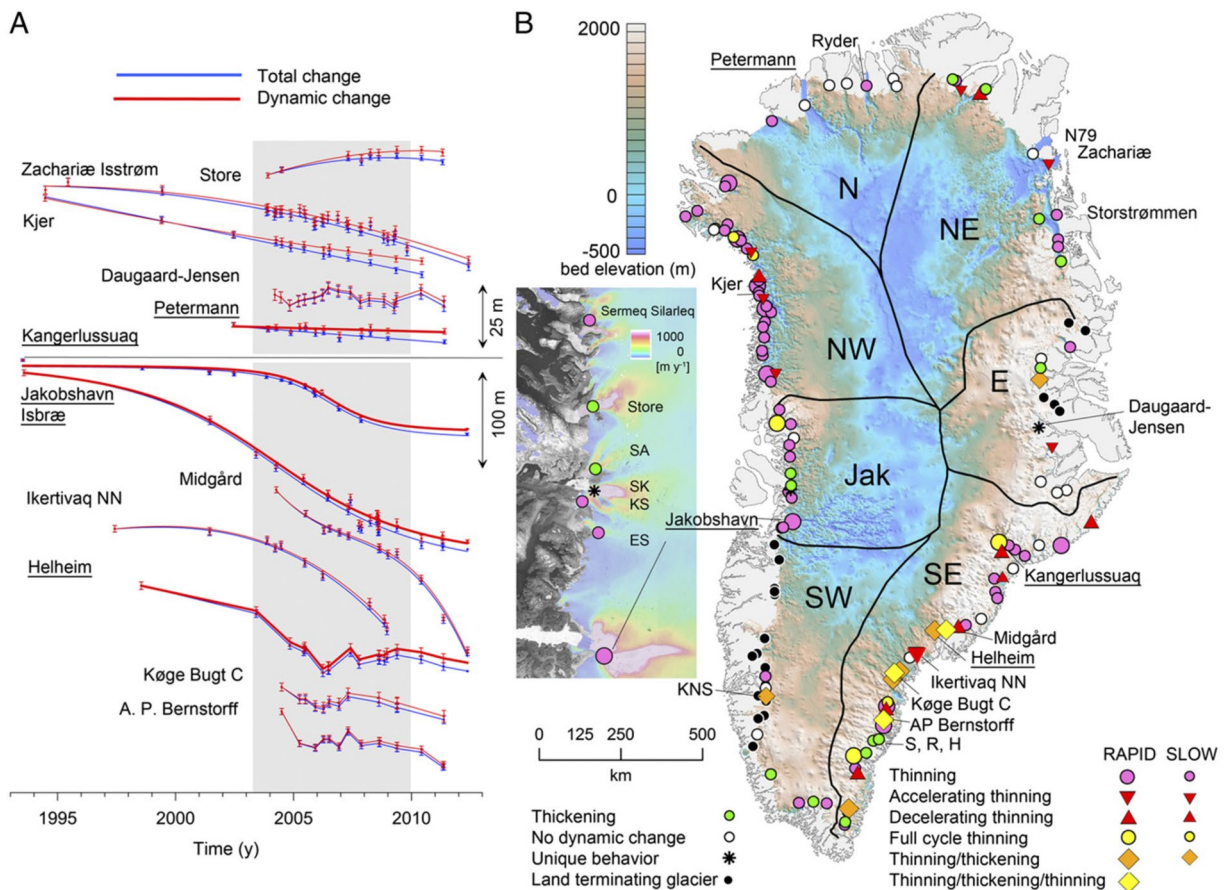 A
Total change
Dynamic change
Zachariæ Isstrøm
Store
Kjer
Daugaard-Jensen
Petermann
25 m
Kangerlussuaq
Jakobshavn
Isbræ
100 m
Midgård
Ikertivaq NN
Helheim
Køge Bugt C
A. P. Bernstorff
1995
2000
2005
2010
Time (y)
B
2000
0
-500
bed elevation (m)
Sermeq Silarleq
1000
0
[m y⁻¹]
Store
SA
SK
KS
ES
0 125 250 500
km
Petermann
Ryder
N79
Zachariæ
Storstrømmen
N
NE
Kjer
NW
E
Daugaard-
Jensen
Jak
Jakobshavn
SE
Kangerlussuaq
SW
Midgård
Helheim
Ikertivaq NN
KNS
Køge Bugt C
AP Bernstorff
S, R, H
Thickening
No dynamic change
Unique behavior
Land terminating glacier
RAPID SLOW
Thinning
Accelerating thinning
Decelerating thinning
Full cycle thinning
Thinning/thickening
Thinning/thickening/thinning